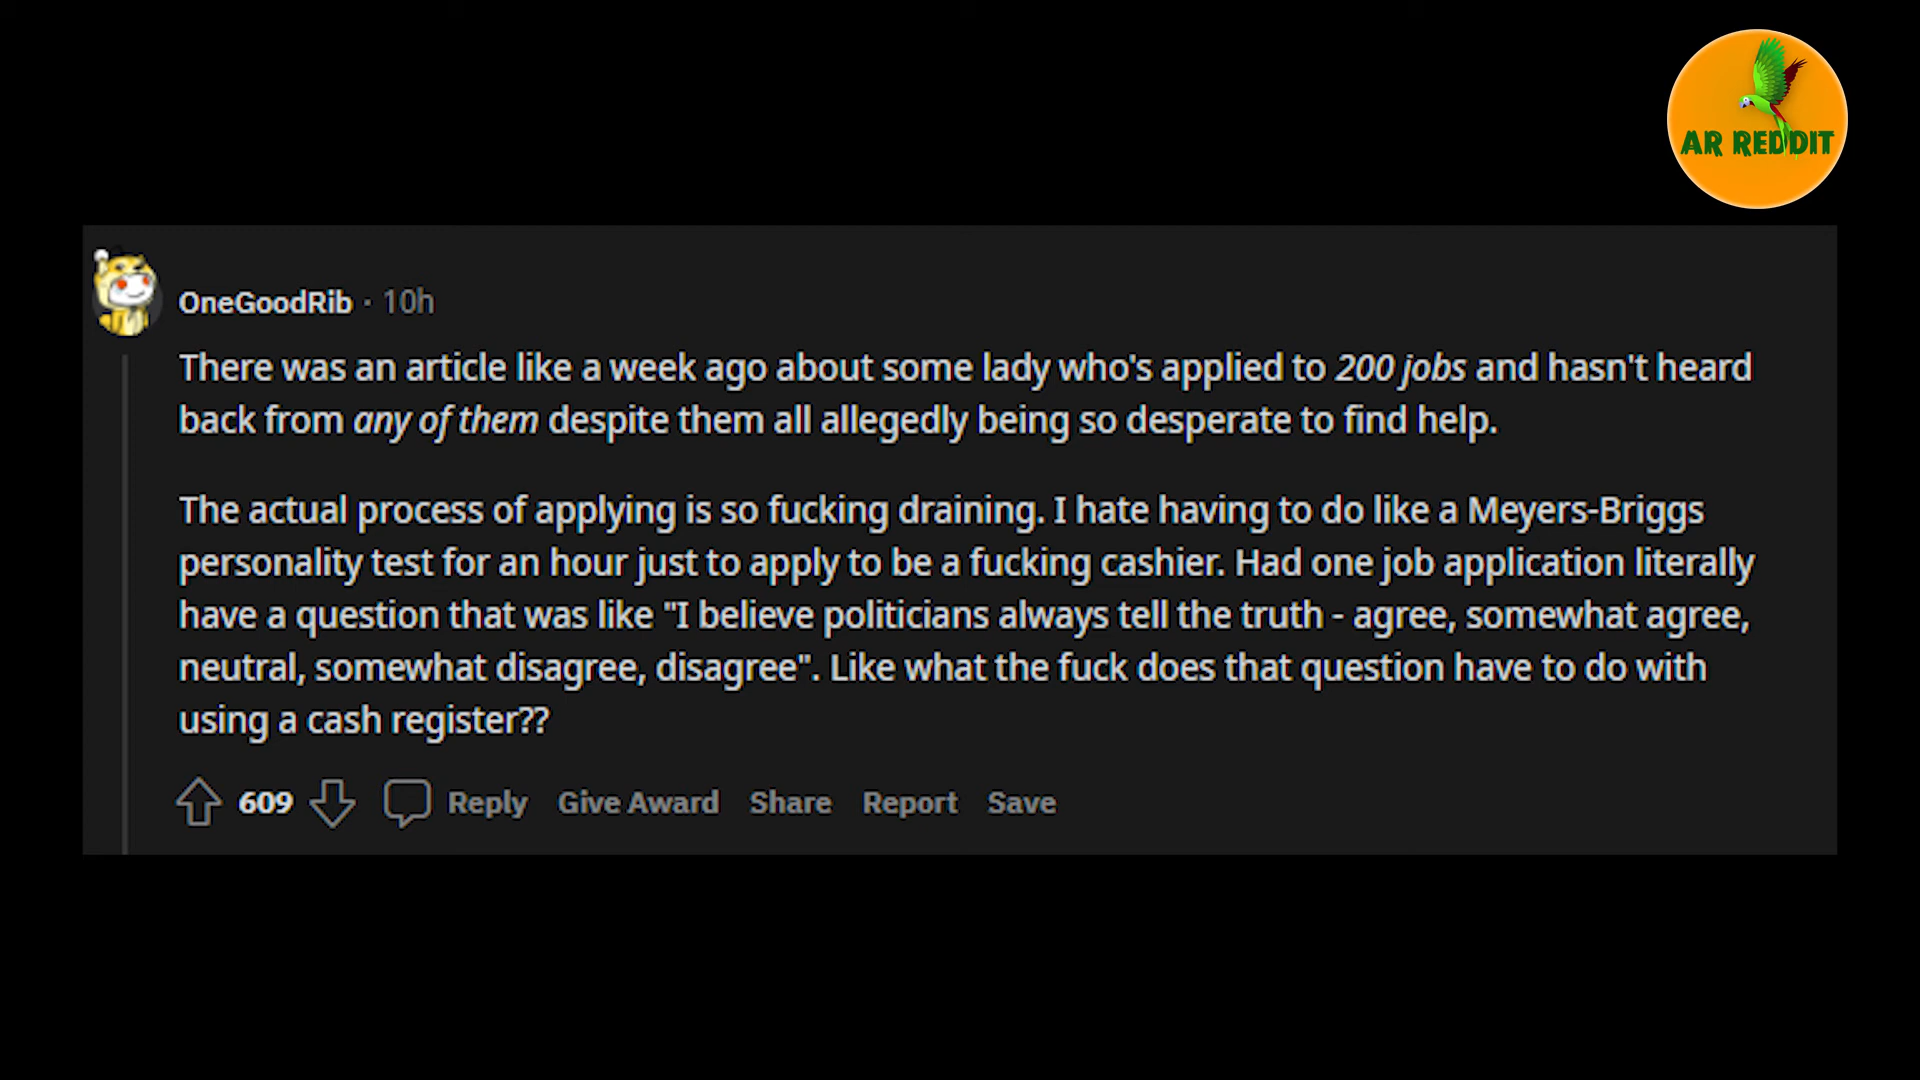 AR REDDIT
OneGoodRib · 10h
There was an article like a week ago about some lady who's applied to 200 jobs and hasn't heard
back from any of them despite them all allegedly being so desperate to find help.
The actual process of applying is so fucking draining. I hate having to do like a Meyers-Briggs
personality test for an hour just to apply to be a fucking cashier. Had one job application literally
have a question that was like "I believe politicians always tell the truth - agree, somewhat agree,
neutral, somewhat disagree, disagree". Like what the fuck does that question have to do with
using a cash register??
609 Reply Give Award Share Report Save